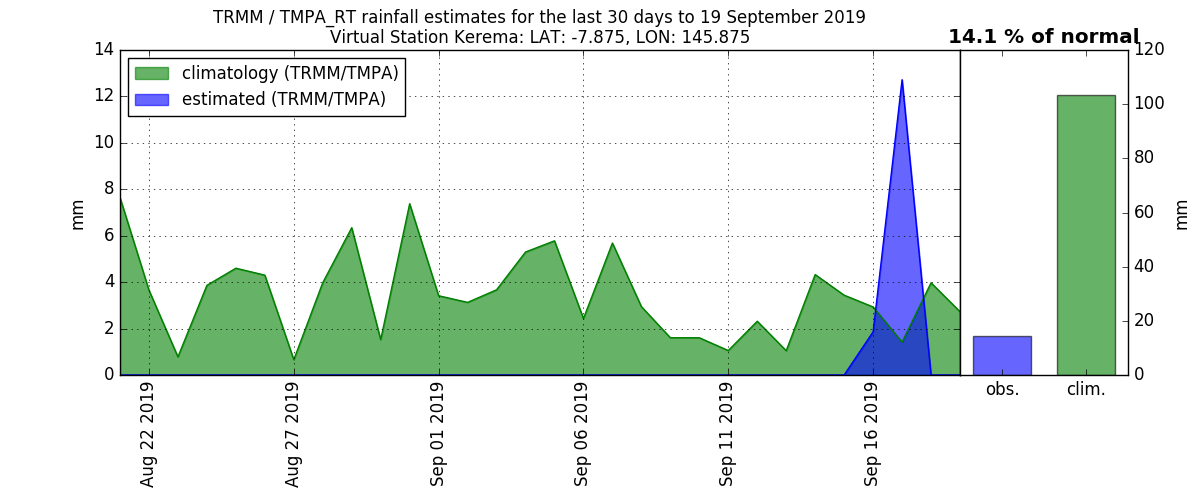 TRMM / TMPA_RT rainfall estimates for the last 30 days to 19 September 2019
Virtual Station Kerema: LAT: -7.875, LON: 145.875
14.1 % of normal
climatology (TRMM/TMPA)
estimated (TRMM/TMPA)
14
12
10
8
6
4
2
0
mm
Aug 22 2019
Aug 27 2019
Sep 01 2019
Sep 06 2019
Sep 11 2019
Sep 16 2019
120
100
80
60
40
20
0
mm
obs.
clim.